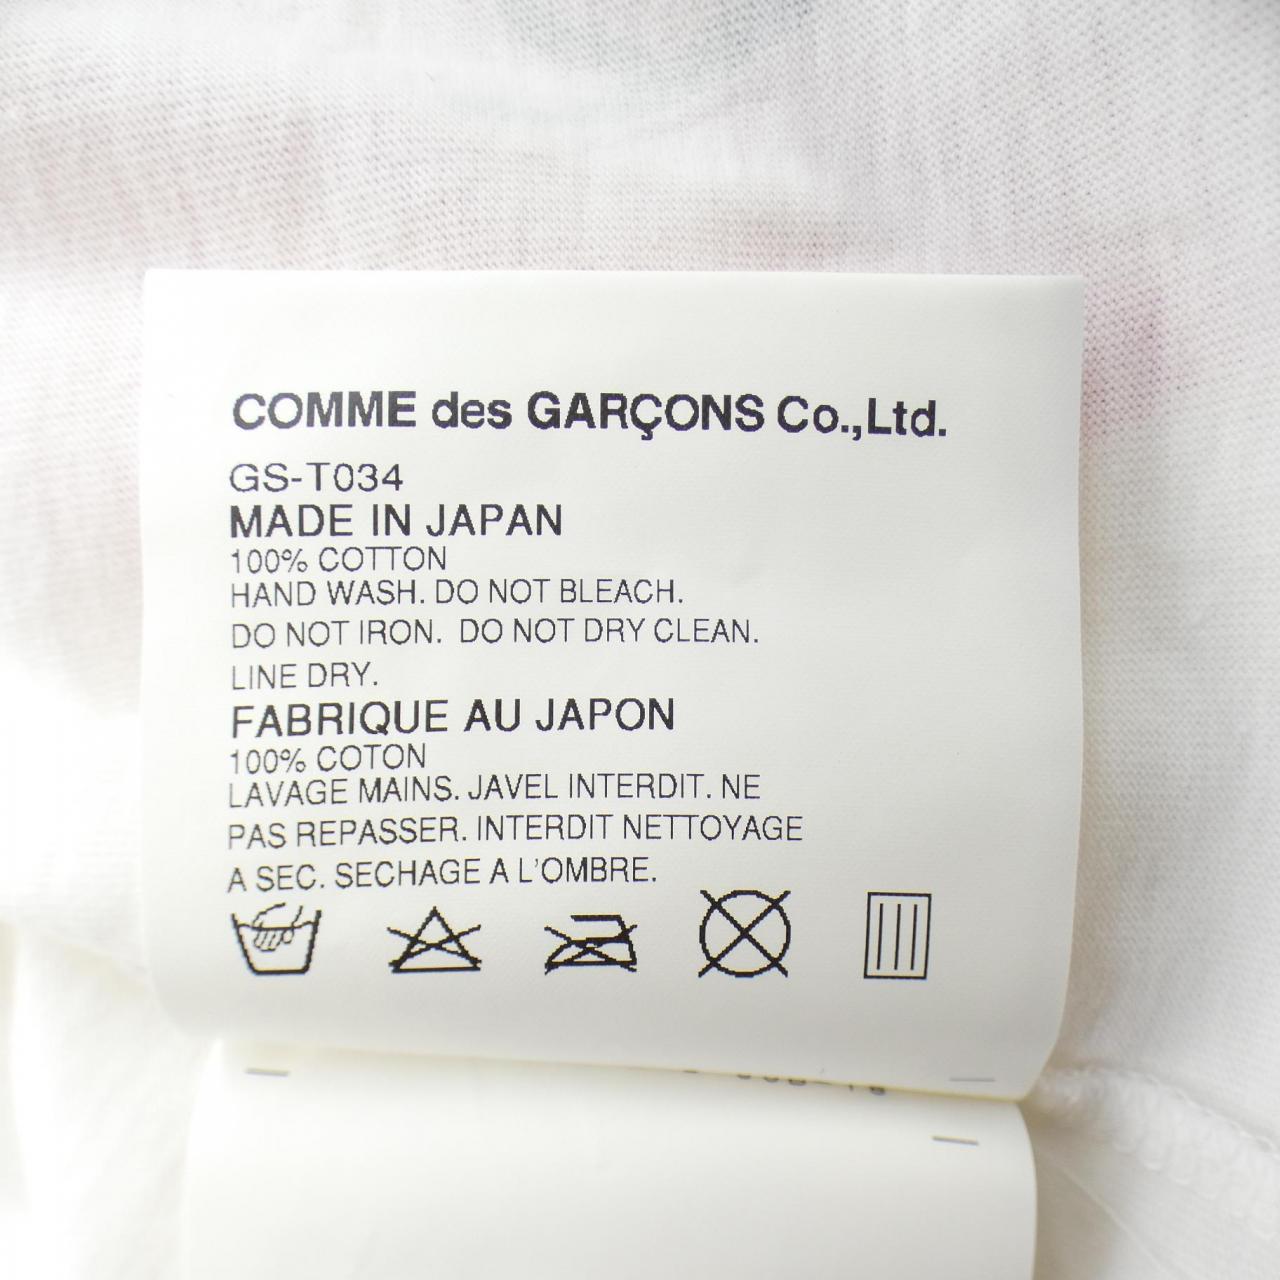 COMME des GARÇONS Co.,Ltd.
GS-T034
MADE IN JAPAN
100% COTTON
HAND WASH. DO NOT BLEACH.
DO NOT IRON. DO NOT DRY CLEAN.
LINE DRY.
FABRIQUE AU JAPON
100% COTON
LAVAGE MAINS. JAVEL INTERDIT. NE
PAS REPASSER. INTERDIT NETTOYAGE
A SEC. SECHAGE A L'OMBRE.